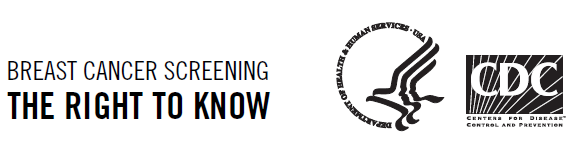 BREAST CANCER SCREENING
THE RIGHT TO KNOW
DEPARTMENT OF HEALTH & HUMAN SERVICES · USA
CDC
CENTERS FOR DISEASE
CONTROL AND PREVENTION